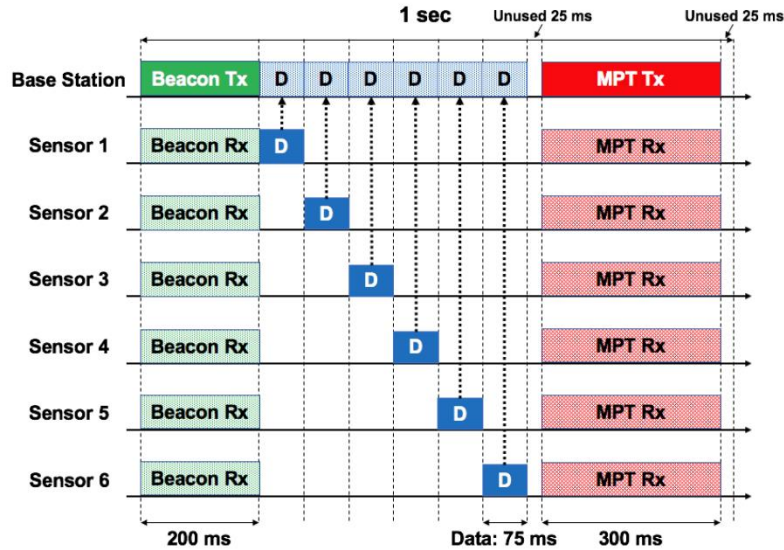 1 sec
Unused 25 ms
Unused 25 ms
Base Station
Beacon Tx
D
D
D
D
D
D
MPT Tx
Sensor 1
Beacon Rx
D
MPT Rx
Sensor 2
Beacon Rx
D
MPT Rx
Sensor 3
Beacon Rx
D
MPT Rx
Sensor 4
Beacon Rx
D
MPT Rx
Sensor 5
Beacon Rx
D
MPT Rx
Sensor 6
Beacon Rx
D
MPT Rx
200 ms
Data: 75 ms
300 ms